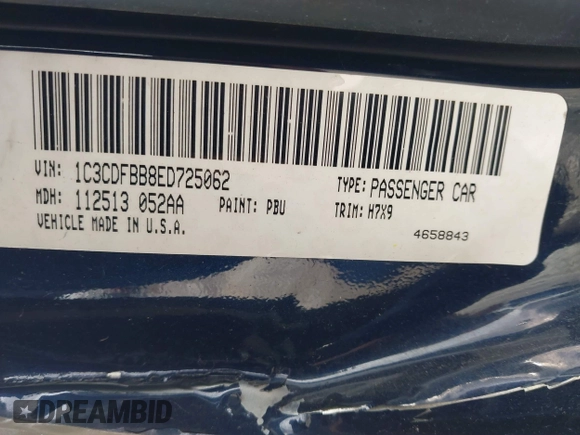 VIN: 1C3CDFBB8ED725062
TYPE: PASSENGER CAR
MDH: 112513 052AA
PAINT: PBU
TRIM: H7X9
VEHICLE MADE IN U.S.A.
4658843
DREAMBID